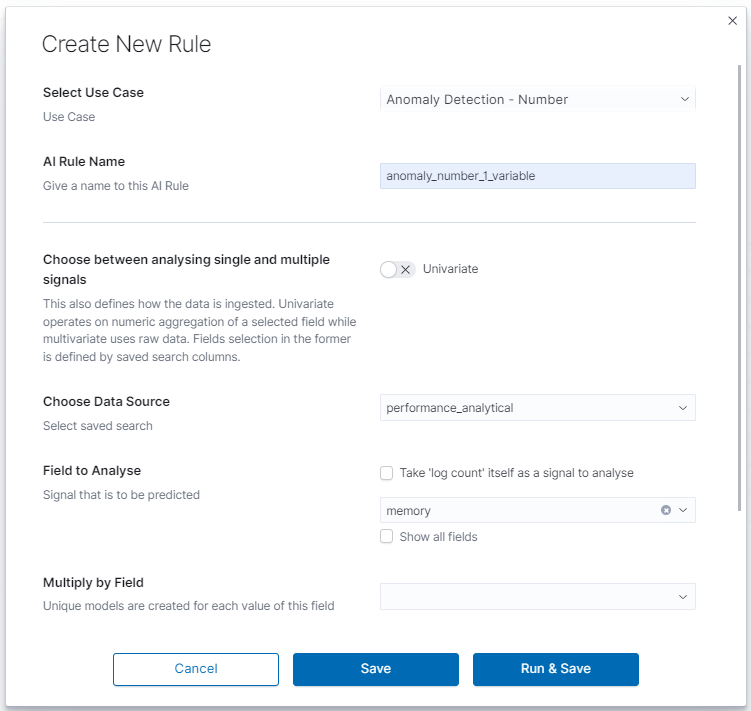 Create New Rule
Select Use Case
Use Case
Anomaly Detection - Number
AI Rule Name
Give a name to this AI Rule
anomaly_number_1_variable
Choose between analysing single and multiple
signals
This also defines how the data is ingested. Univariate
operates on numeric aggregation of a selected field while
multivariate uses raw data. Fields selection in the former
is defined by saved search columns.
Univariate
Choose Data Source
Select saved search
performance_analytical
Field to Analyse
Signal that is to be predicted
Take 'log count' itself as a signal to analyse
memory
Show all fields
Multiply by Field
Unique models are created for each value of this field
Cancel
Save
Run & Save